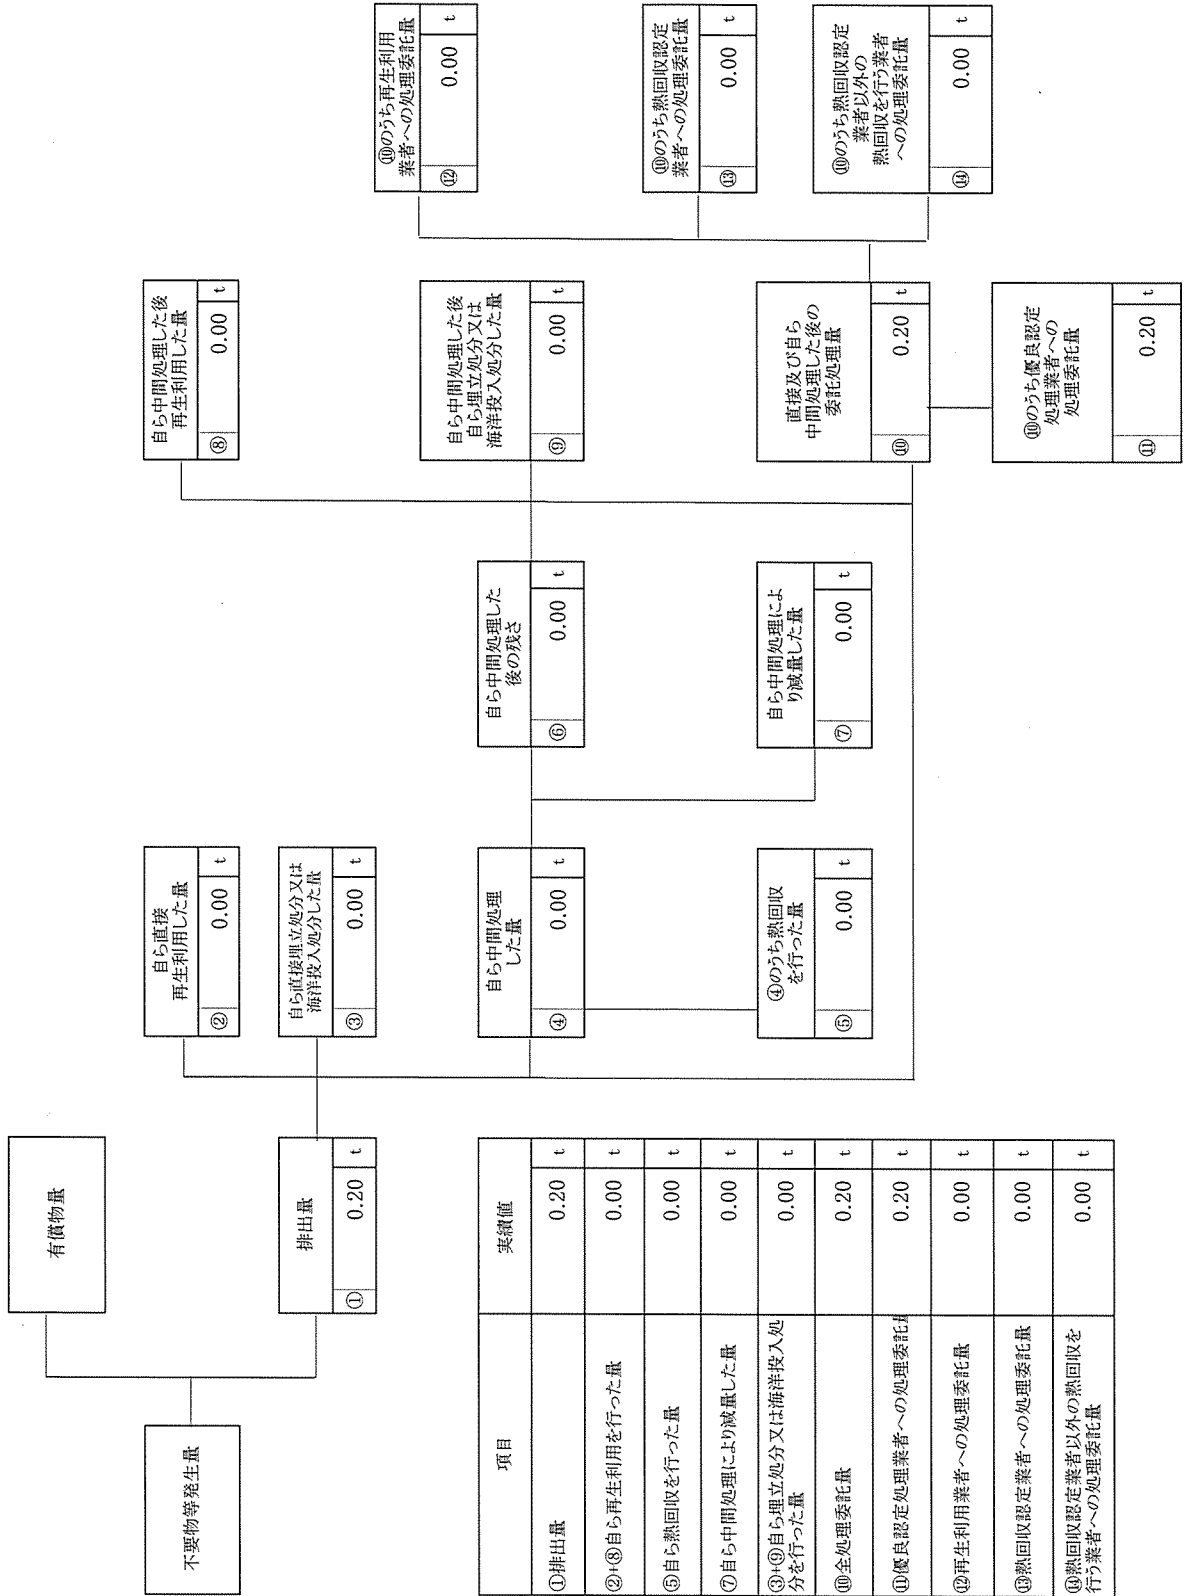 不要物等発生量
有償物量
排出量
① 0.20 t
自ら直接
再生利用した量
② 0.00 t
自ら直接埋立処分又は
海洋投入処分した量
③ 0.00 t
自ら中間処理
した量
④ 0.00 t
④のうち熱回収
を行った量
⑤ 0.00 t
自ら中間処理した
後の残さ
⑥ 0.00 t
自ら中間処理によ
り減量した量
⑦ 0.00 t
自ら中間処理した後
再生利用した量
⑧ 0.00 t
自ら中間処理した後
自ら埋立処分又は
海洋投入処分した量
⑨ 0.00 t
直接及び自ら
中間処理した後の
委託処理量
⑩ 0.20 t
⑩のうち優良認定
処理業者への
処理委託量
⑪ 0.20 t
⑩のうち再生利用
業者への処理委託量
⑫ 0.00 t
⑩のうち熱回収認定
業者への処理委託量
⑬ 0.00 t
⑩のうち熱回収認定
業者以外の
熱回収を行う業者
への処理委託量
⑭ 0.00 t
項目 実績値
①排出量 0.20 t
②+⑧自ら再生利用を行った量 0.00 t
⑤自ら熱回収を行った量 0.00 t
⑦自ら中間処理により減量した量 0.00 t
③+⑨自ら埋立処分又は海洋投入処
分を行った量 0.00 t
⑩全処理委託量 0.20 t
⑪優良認定処理業者への処理委託量 0.20 t
⑫再生利用業者への処理委託量 0.00 t
⑬熱回収認定業者への処理委託量 0.00 t
⑭熱回収認定業者以外の熱回収を
行う業者への処理委託量 0.00 t